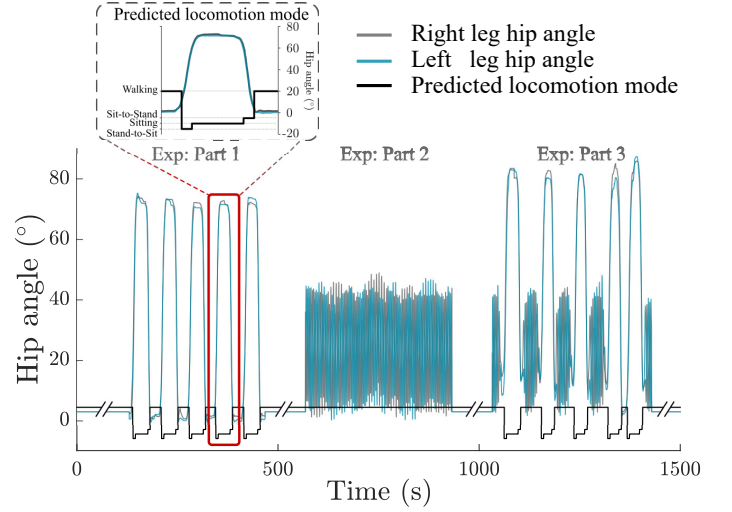 Predicted locomotion mode
80
60
40
20
0
-20
Hip angle (°)
Walking
Sit-to-Stand
Sitting
Stand-to-Sit
Right leg hip angle
Left leg hip angle
Predicted locomotion mode
Exp: Part 1
Exp: Part 2
Exp: Part 3
80
60
40
20
0
Hip angle (°)
0
500
1000
1500
Time (s)